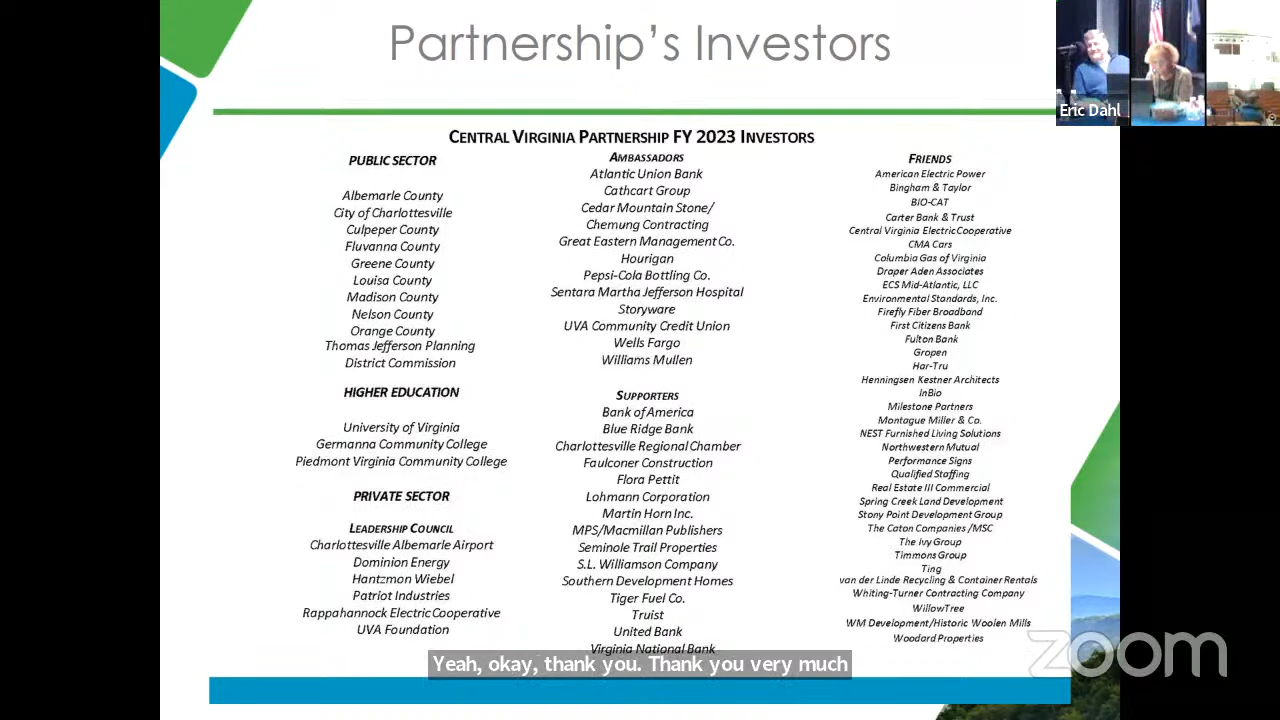 Partnership's Investors
Eric Dahl
CENTRAL VIRGINIA PARTNERSHIP FY 2023 INVESTORS
PUBLIC SECTOR
Albemarle County
City of Charlottesville
Culpeper County
Fluvanna County
Greene County
Louisa County
Madison County
Nelson County
Orange County
Thomas Jefferson Planning
District Commission
HIGHER EDUCATION
University of Virginia
Germanna Community College
Piedmont Virginia Community College
PRIVATE SECTOR
LEADERSHIP COUNCIL
Charlottesville Albemarle Airport
Dominion Energy
Hantzmon Wiebel
Patriot Industries
Rappahannock Electric Cooperative
UVA Foundation
AMBASSADORS
Atlantic Union Bank
Cathcart Group
Cedar Mountain Stone/
Chemung Contracting
Great Eastern Management Co.
Hourigan
Pepsi-Cola Bottling Co.
Sentara Martha Jefferson Hospital
Storyware
UVA Community Credit Union
Wells Fargo
Williams Mullen
SUPPORTERS
Bank of America
Blue Ridge Bank
Charlottesville Regional Chamber
Faulconer Construction
Flora Pettit
Lohmann Corporation
Martin Horn Inc.
MPS/Macmillan Publishers
Seminole Trail Properties
S.L. Williamson Company
Southern Development Homes
Tiger Fuel Co.
Truist
United Bank
Virginia National Bank
FRIENDS
American Electric Power
Bingham & Taylor
BIO-CAT
Carter Bank & Trust
Central Virginia Electric Cooperative
CMA Cars
Columbia Gas of Virginia
Draper Aden Associates
ECS Mid-Atlantic, LLC
Environmental Standards, Inc.
Firefly Fiber Broadband
First Citizens Bank
Fulton Bank
Gropen
Har-Tru
Henningsen Kestner Architects
InBio
Milestone Partners
Montague Miller & Co.
NEST Furnished Living Solutions
Northwestern Mutual
Performance Signs
Qualified Staffing
Real Estate III Commercial
Spring Creek Land Development
Stony Point Development Group
The Caton Companies /MSC
The Ivy Group
Timmons Group
Ting
van der Linde Recycling & Container Rentals
Whiting-Turner Contracting Company
WillowTree
WM Development/Historic Woolen Mills
Woodard Properties
Yeah, okay, thank you. Thank you very much
zoom